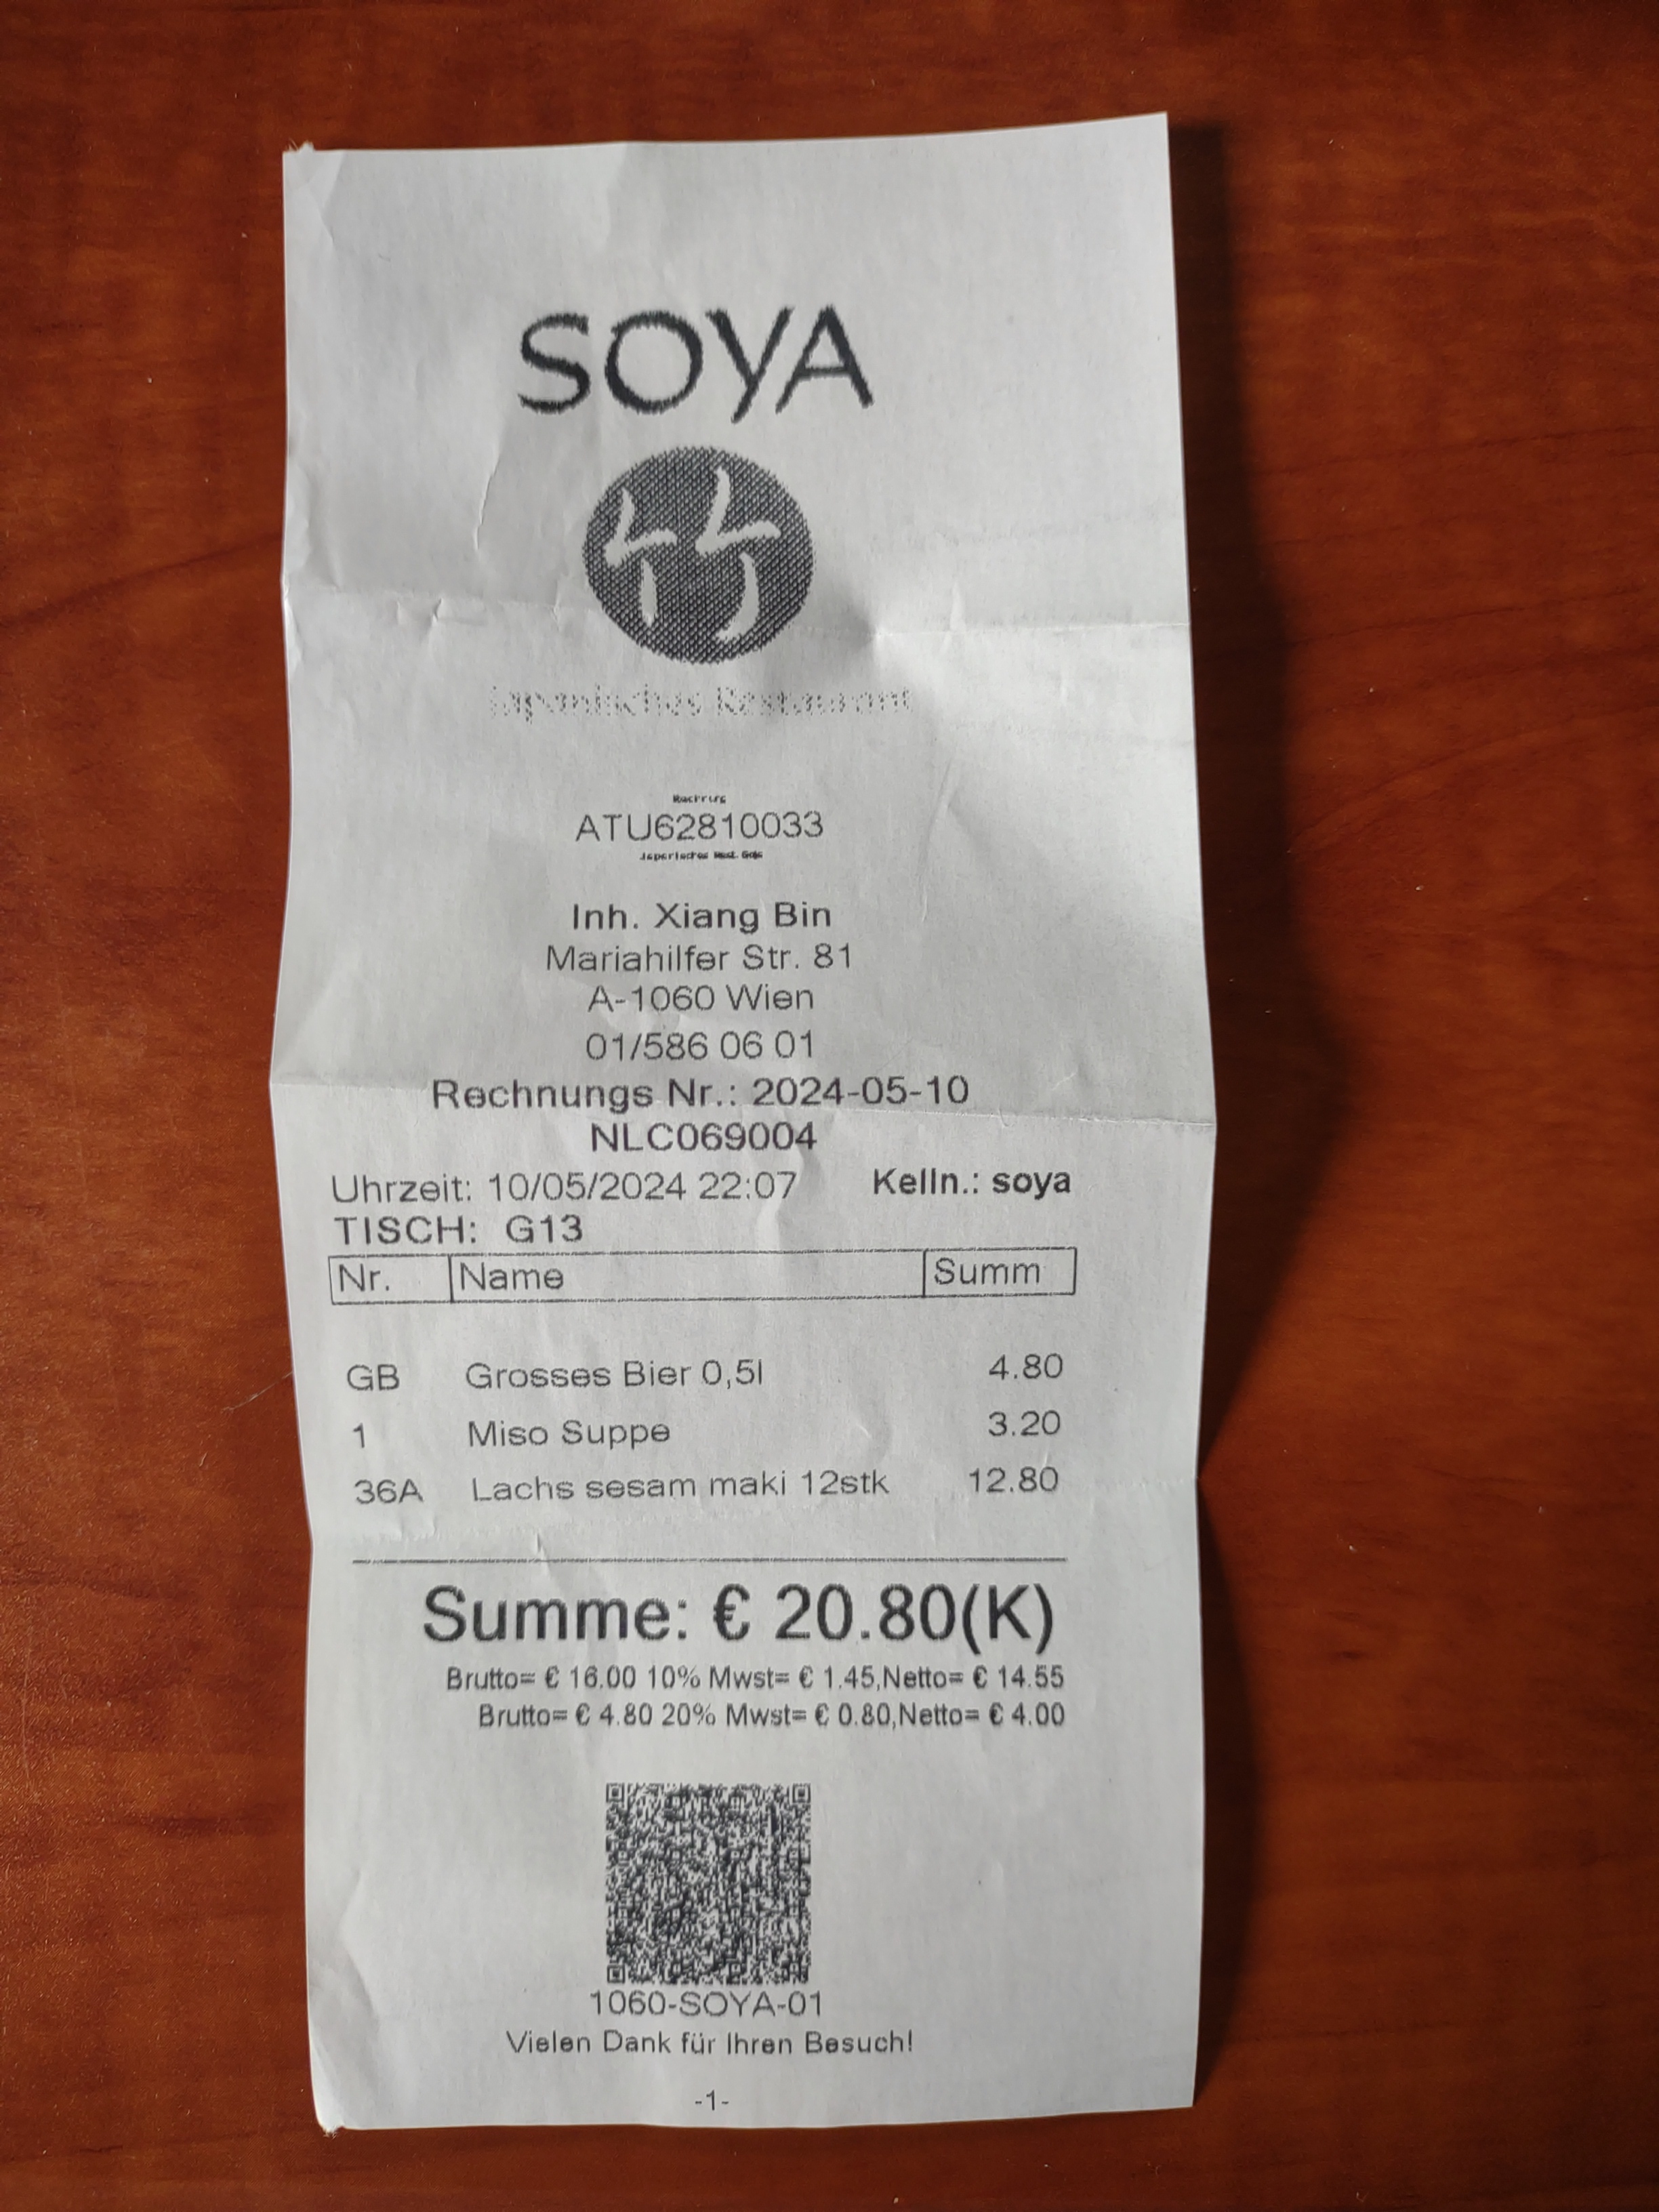 SOYA
竹
Japanisches Restaurant
Rechnung
ATU62810033
Inh. Xiang Bin
Mariahilfer Str. 81
A-1060 Wien
01/586 06 01
Rechnungs Nr.: 2024-05-10
NLC069004
Uhrzeit: 10/05/2024 22:07 Kelln.: soya
TISCH: G13
Nr. Name Summ
GB Grosses Bier 0,5l 4.80
1 Miso Suppe 3.20
36A Lachs sesam maki 12stk 12.80
Summe: € 20.80(K)
Brutto= € 16.00 10% Mwst= € 1.45,Netto= € 14.55
Brutto= € 4.80 20% Mwst= € 0.80,Netto= € 4.00
1060-SOYA-01
Vielen Dank für Ihren Besuch!
-1-